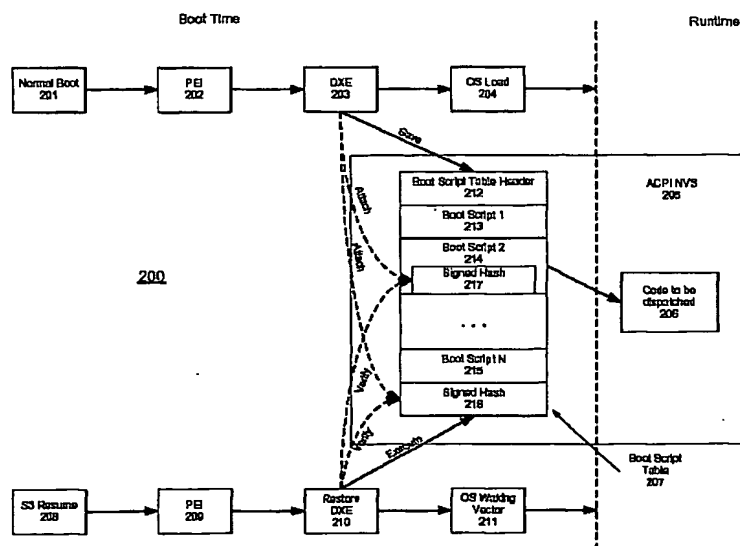 Boot Time
Runtime
Normal Boot
201
PEI
202
DXE
203
OS Load
204
Save
Attach
Attach
Boot Script Table Header
212
Boot Script 1
213
Boot Script 2
214
Signed Hash
217
. . .
Boot Script N
215
Signed Hash
216
ACPI NVS
205
Code to be
dispatched
206
200
Verify
Verify
Execute
Boot Script
Table
207
S3 Resume
208
PEI
209
Restore
DXE
210
OS Waking
Vector
211